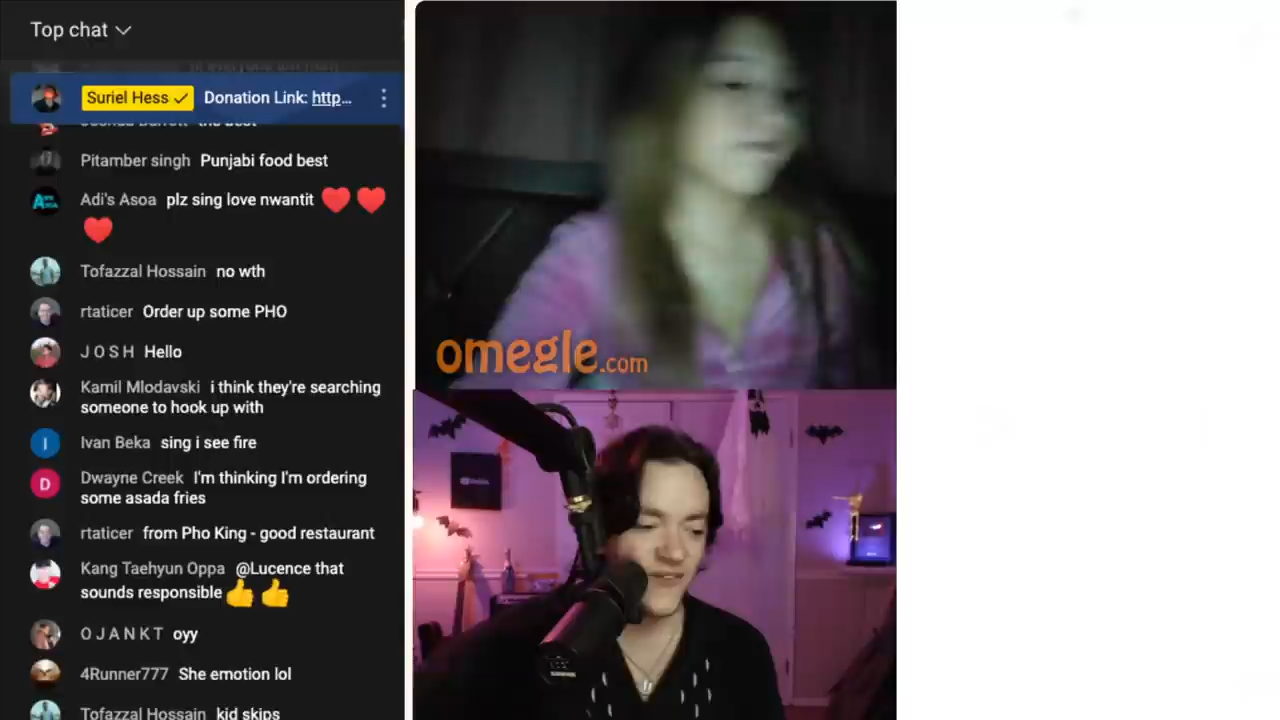 Top chat
Suriel Hess Donation Link: http...
the best
Pitamber singh Punjabi food best
Adi's Asoa plz sing love nwantit
Tofazzal Hossain no wth
rtaticer Order up some PHO
J O S H Hello
Kamil Mlodavski i think they're searching
someone to hook up with
I
Ivan Beka sing i see fire
D
Dwayne Creek I'm thinking I'm ordering
some asada fries
rtaticer from Pho King - good restaurant
Kang Taehyun Oppa @Lucence that
sounds responsible
O J A N K T oyy
4Runner777 She emotion lol
Tofazzal Hossain kid skips
omegle.com